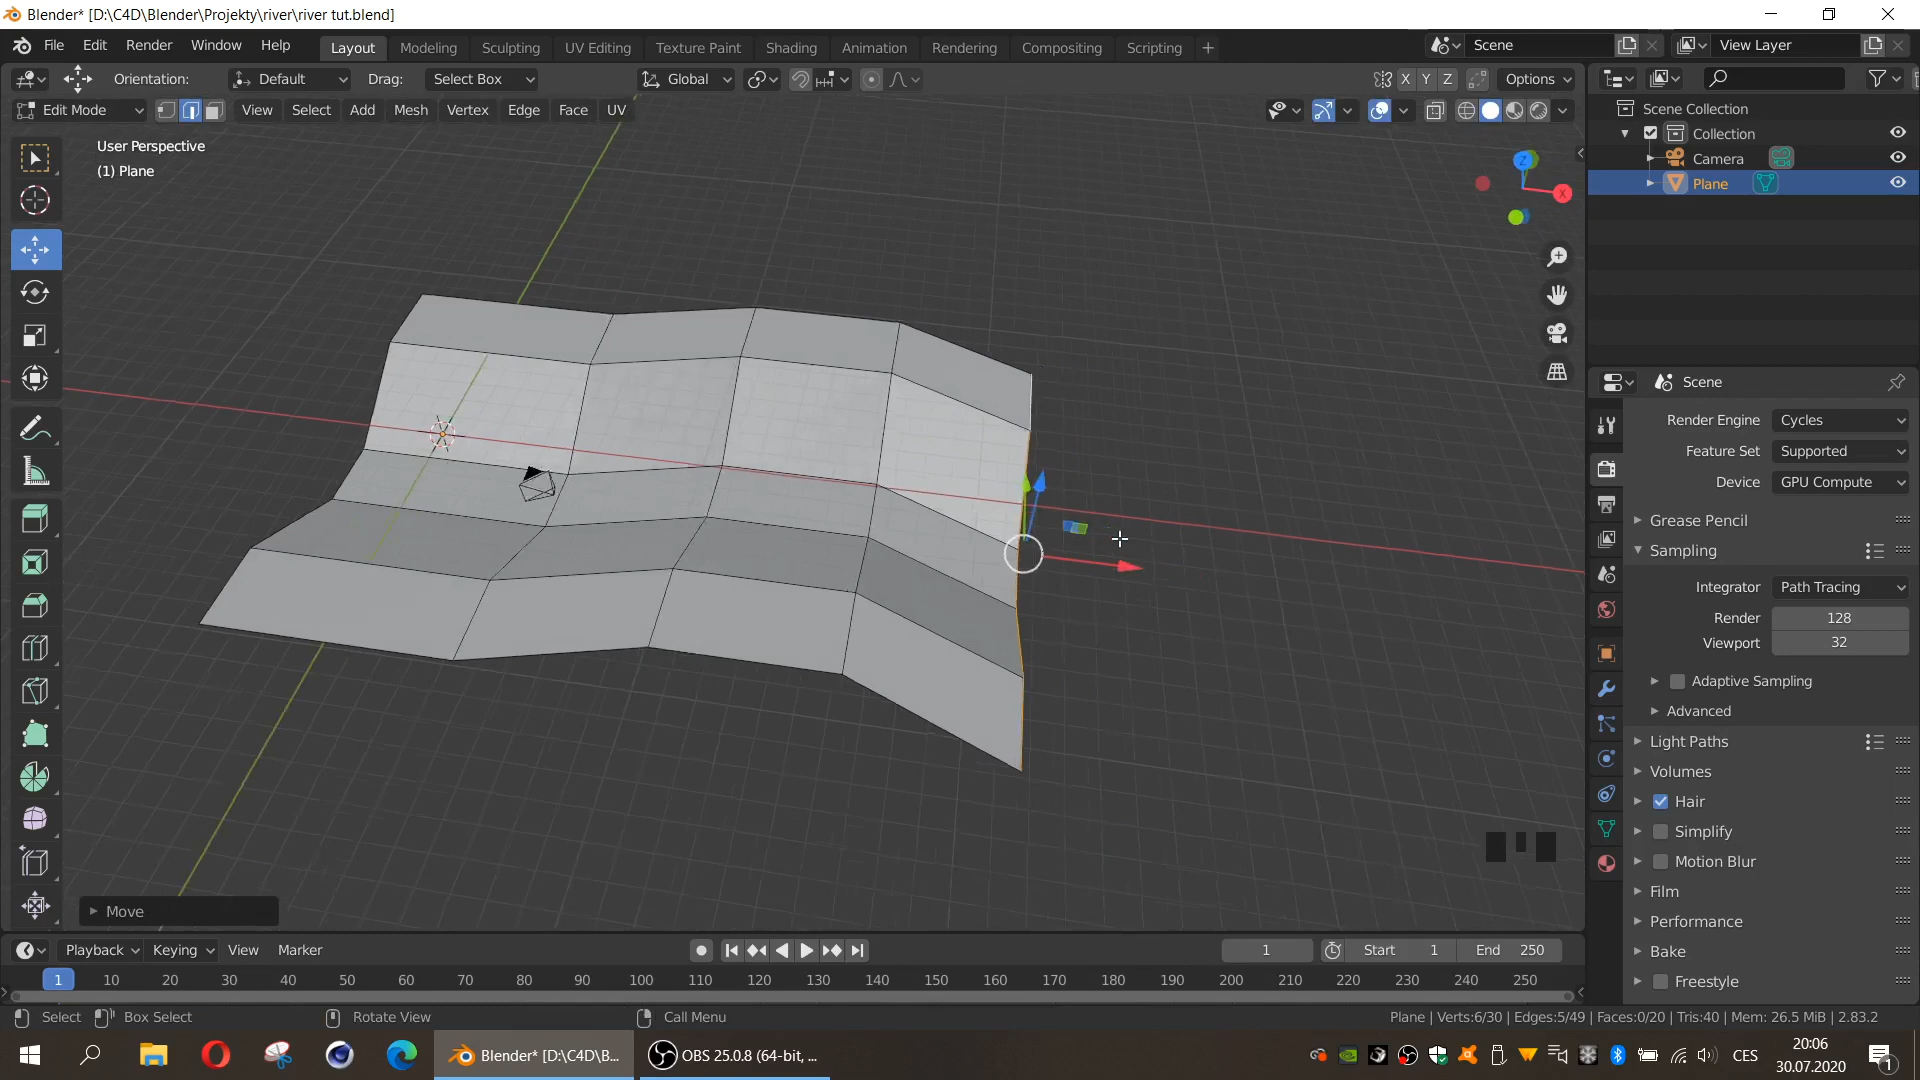 Blender* [D:\C4D\Blender\Projekty\river\river tut.blend]
File Edit Render Window Help Layout Modeling Sculpting UV Editing Texture Paint Shading Animation Rendering Compositing Scripting + Scene View Layer
Orientation: Default Drag: Select Box Global X Y Z Options
Edit Mode View Select Add Mesh Vertex Edge Face UV
User Perspective
(1) Plane
Z
X
Scene Collection
Collection
Camera
Plane
Scene
Render Engine Cycles
Feature Set Supported
Device GPU Compute
Grease Pencil
Sampling
Integrator Path Tracing
Render 128
Viewport 32
Adaptive Sampling
Advanced
Light Paths
Volumes
Hair
Simplify
Motion Blur
Film
Performance
Bake
Freestyle
Move
Playback Keying View Marker 1 Start 1 End 250
1 10 20 30 40 50 60 70 80 90 100 110 120 130 140 150 160 170 180 190 200 210 220 230 240 250
Select Box Select Rotate View Call Menu Plane | Verts:6/30 | Edges:5/49 | Faces:0/20 | Tris:40 | Mem: 26.5 MiB | 2.83.2
Blender* [D:\C4D\B... OBS 25.0.8 (64-bit, ... CES 20:06
30.07.2020
1